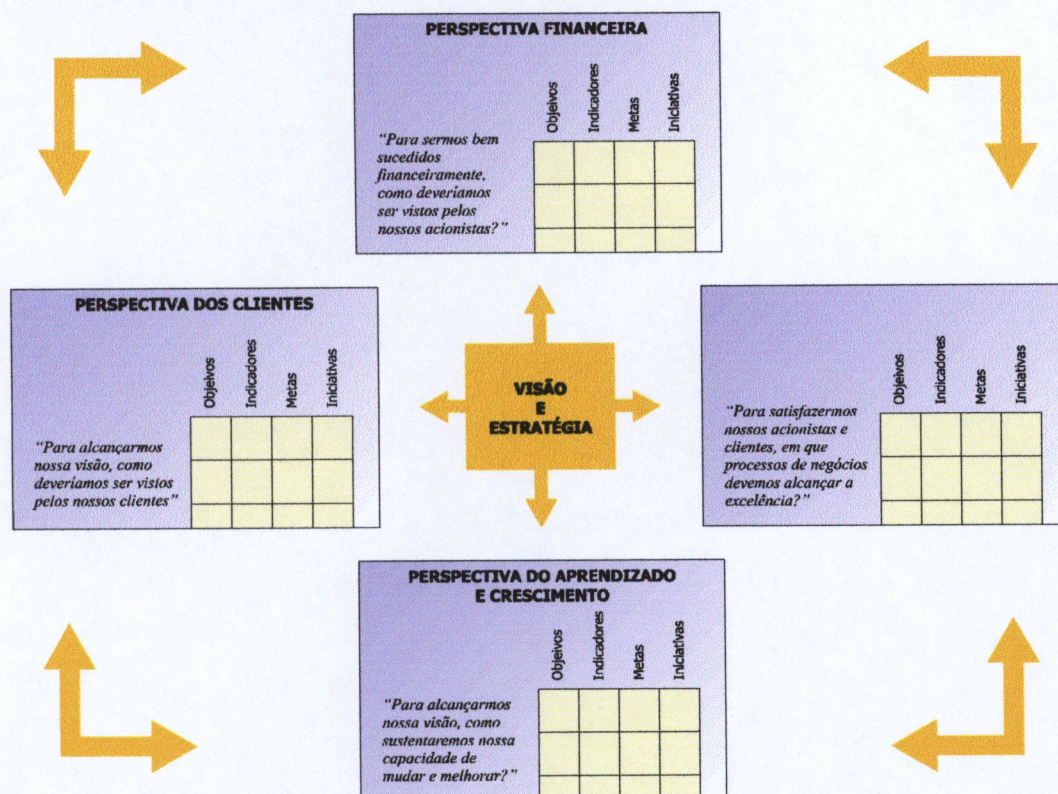 PERSPECTIVA FINANCEIRA
Objeivos
Indicadores
Metas
Iniciativas
"Para sermos bem
sucedidos
financeiramente,
como deveríamos
ser vistos pelos
nossos acionistas?"
PERSPECTIVA DOS CLIENTES
Objeivos
Indicadores
Metas
Iniciativas
"Para alcançarmos
nossa visão, como
deveríamos ser vistos
pelos nossos clientes"
VISÃO
E
ESTRATÉGIA
Objeivos
Indicadores
Metas
Iniciativas
"Para satisfazermos
nossos acionistas e
clientes, em que
processos de negócios
devemos alcançar a
excelência?"
PERSPECTIVA DO APRENDIZADO
E CRESCIMENTO
Objeivos
Indicadores
Metas
Iniciativas
"Para alcançarmos
nossa visão, como
sustentaremos nossa
capacidade de
mudar e melhorar?"